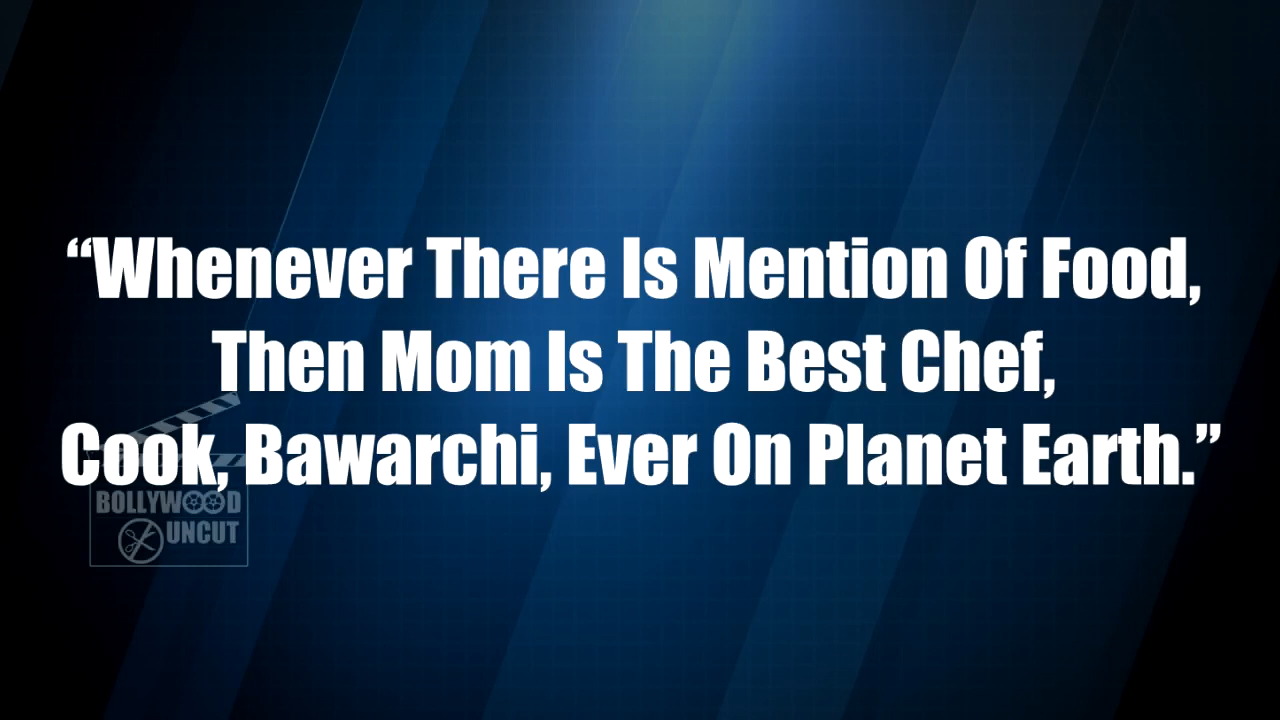 “Whenever There Is Mention Of Food,
Then Mom Is The Best Chef,
Cook, Bawarchi, Ever On Planet Earth.”
BOLLYWOOD
UNCUT